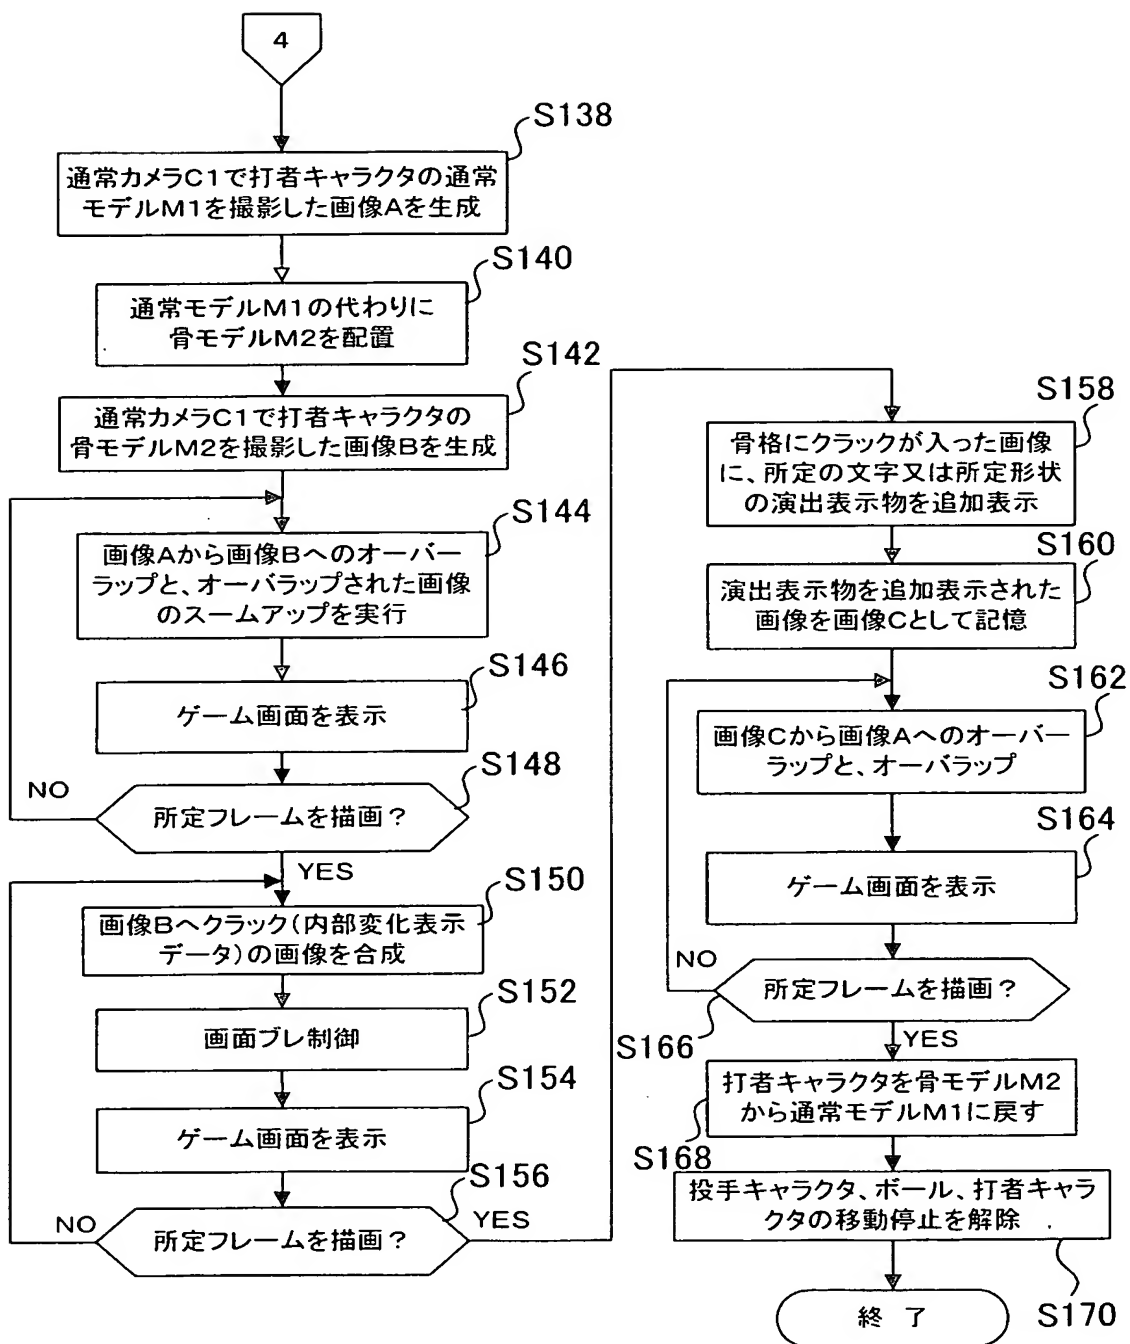 4
S138
通常カメラC1で打者キャラクタの通常
モデルM1を撮影した画像Aを生成
S140
通常モデルM1の代わりに
骨モデルM2を配置
S142
通常カメラC1で打者キャラクタの
骨モデルM2を撮影した画像Bを生成
S144
画像Aから画像Bへのオーバー
ラップと、オーバラップされた画像
のスームアップを実行
S146
ゲーム画面を表示
S148
NO
所定フレームを描画?
YES
S150
画像Bへクラック(内部変化表示
データ)の画像を合成
S152
画面ブレ制御
S154
ゲーム画面を表示
S156
NO
YES
所定フレームを描画?
S158
骨格にクラックが入った画像
に、所定の文字又は所定形状
の演出表示物を追加表示
S160
演出表示物を追加表示された
画像を画像Cとして記憶
S162
画像Cから画像Aへのオーバー
ラップと、オーバラップ
S164
ゲーム画面を表示
NO
所定フレームを描画?
S166
YES
打者キャラクタを骨モデルM2
から通常モデルM1に戻す
S168
投手キャラクタ、ボール、打者キャラ
クタの移動停止を解除
S170
終 了